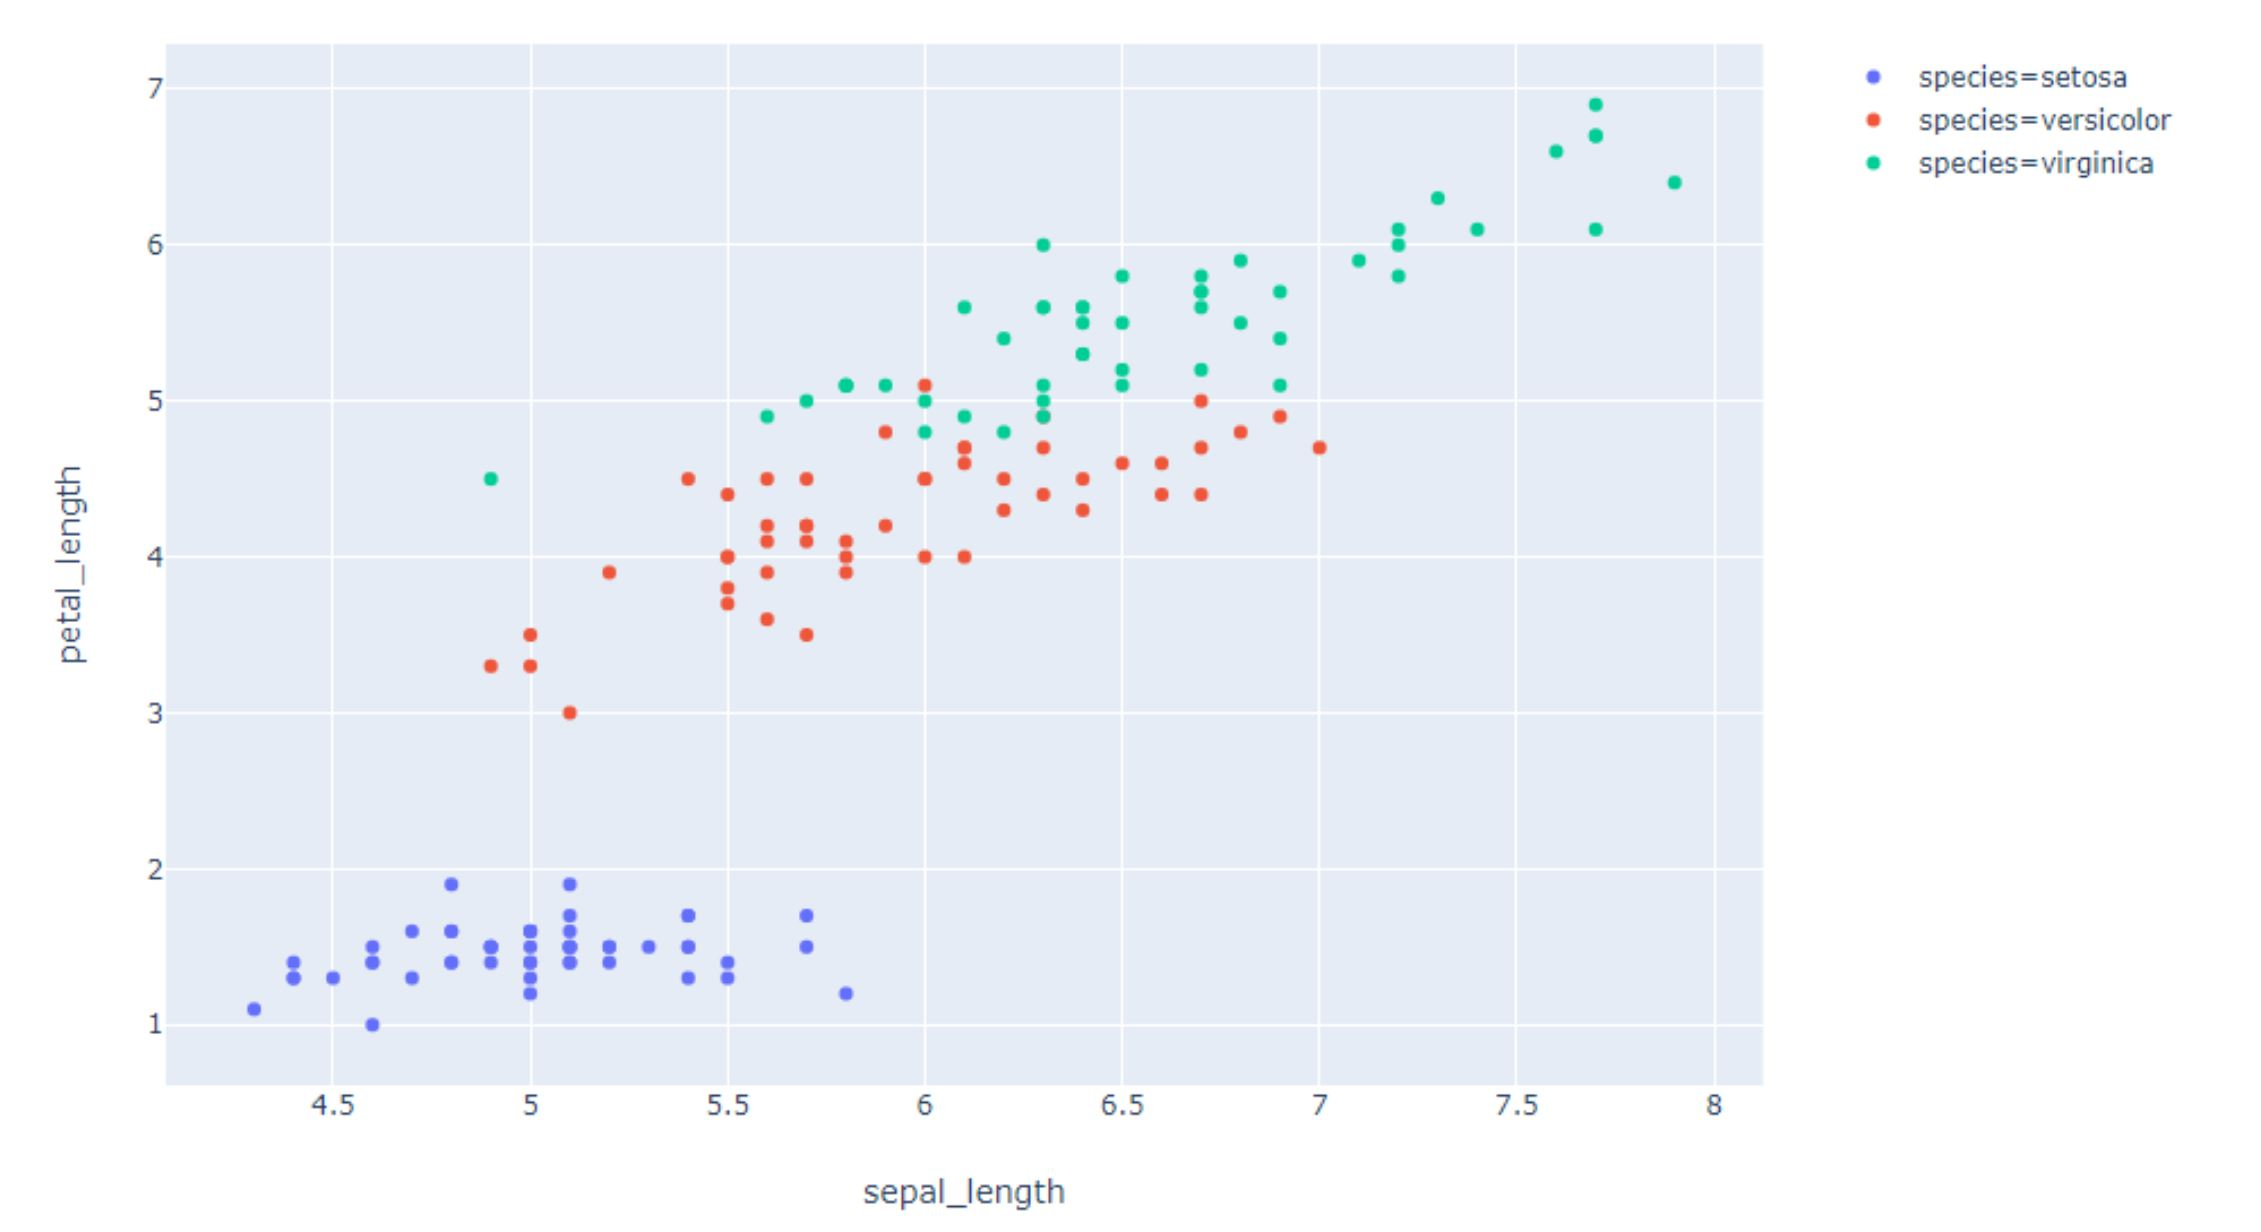 7
6
5
4
3
2
1
petal_length
4.5 5 5.5 6 6.5 7 7.5 8
sepal_length
species=setosa
species=versicolor
species=virginica